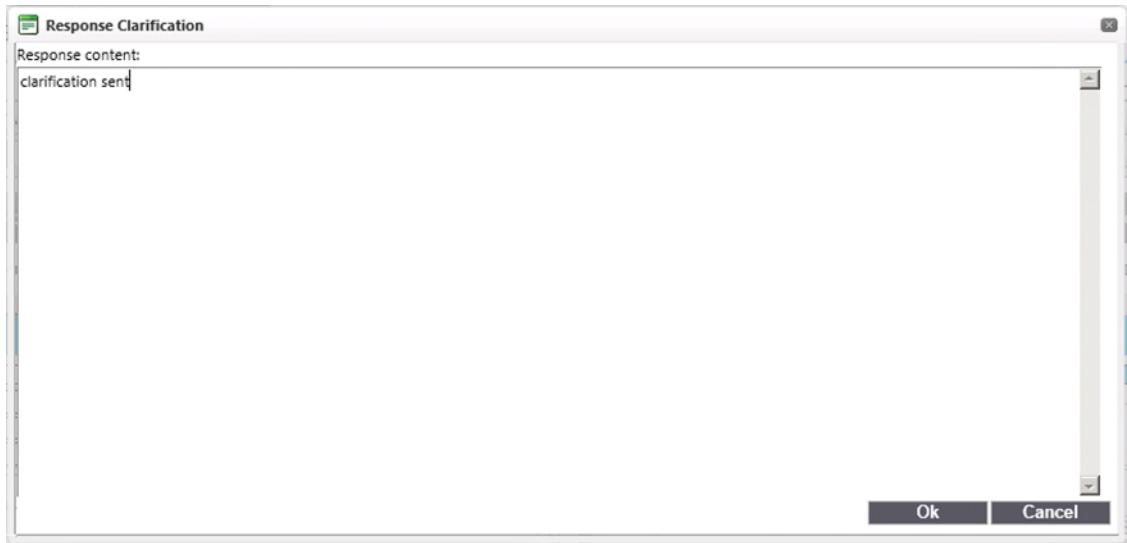 Response Clarification
Response content:
clarification sent
Ok
Cancel